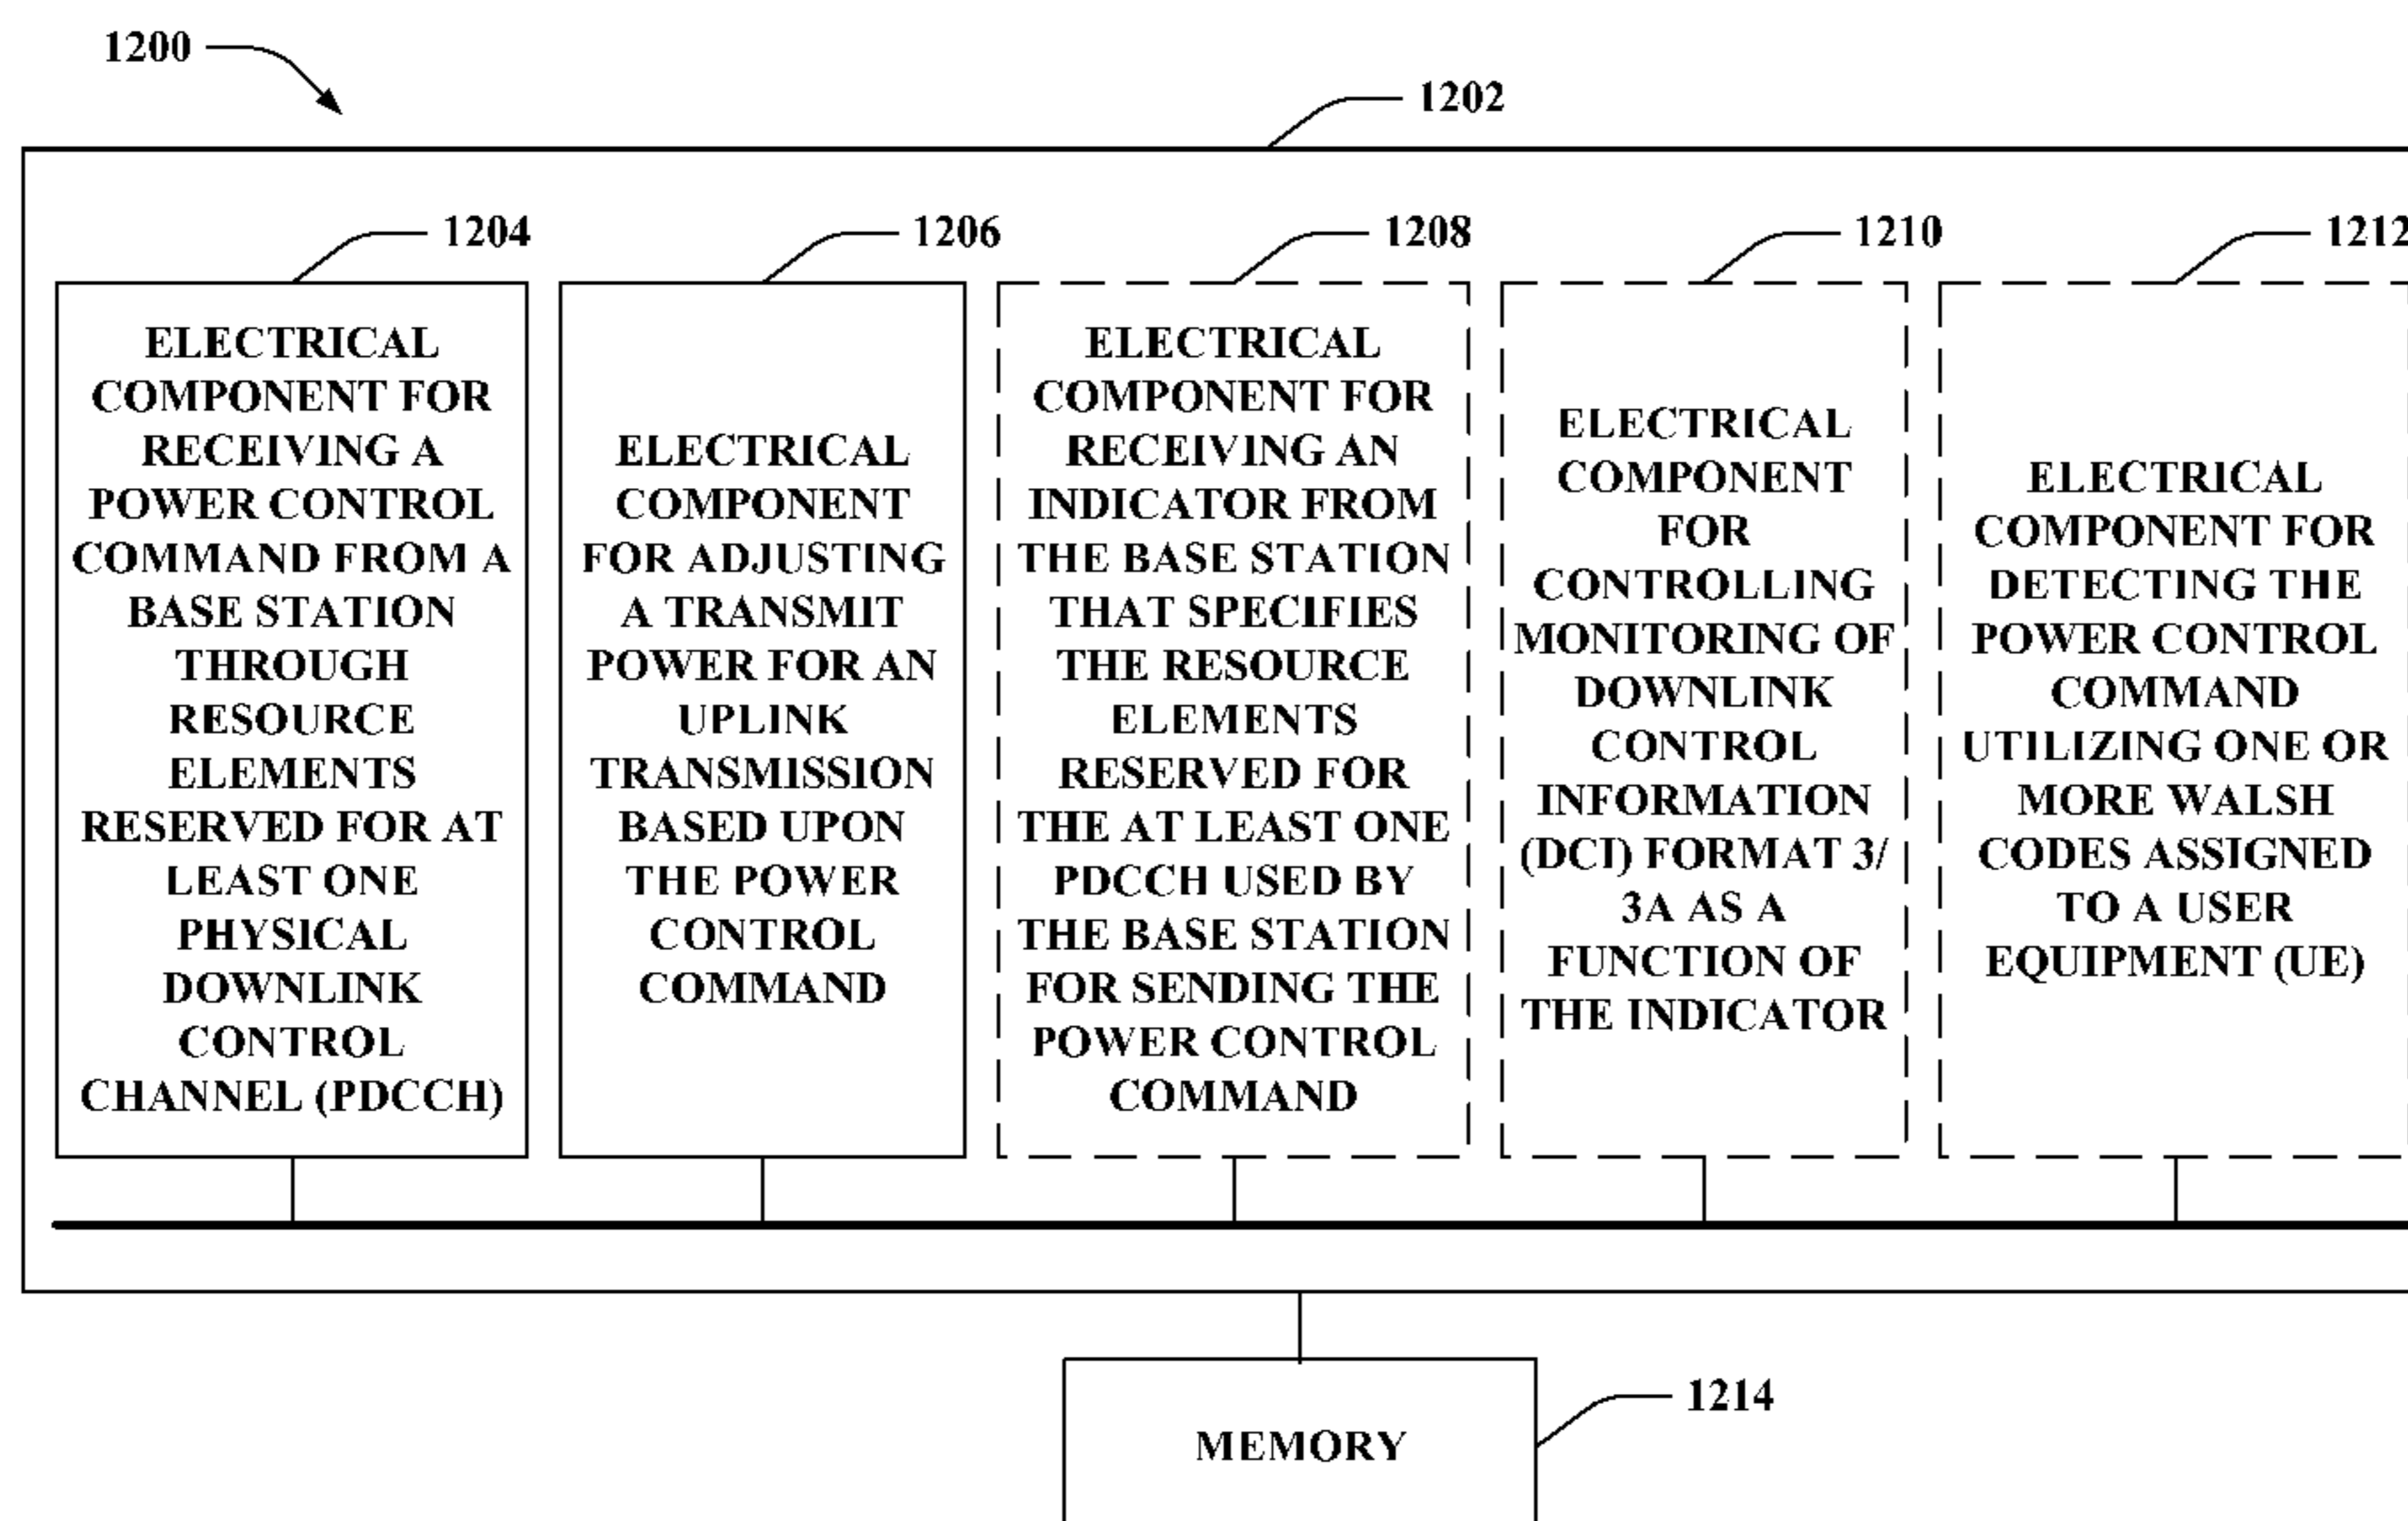 1200
1202
1204
1206
1208
1210
1212
ELECTRICAL
COMPONENT FOR
RECEIVING A
POWER CONTROL
COMMAND FROM A
BASE STATION
THROUGH
RESOURCE
ELEMENTS
RESERVED FOR AT
LEAST ONE
PHYSICAL
DOWNLINK
CONTROL
CHANNEL (PDCCH)
ELECTRICAL
COMPONENT
FOR ADJUSTING
A TRANSMIT
POWER FOR AN
UPLINK
TRANSMISSION
BASED UPON
THE POWER
CONTROL
COMMAND
ELECTRICAL
COMPONENT FOR
RECEIVING AN
INDICATOR FROM
THE BASE STATION
THAT SPECIFIES
THE RESOURCE
ELEMENTS
RESERVED FOR
THE AT LEAST ONE
PDCCH USED BY
THE BASE STATION
FOR SENDING THE
POWER CONTROL
COMMAND
ELECTRICAL
COMPONENT
FOR
CONTROLLING
MONITORING OF
DOWNLINK
CONTROL
INFORMATION
(DCI) FORMAT 3/
3A AS A
FUNCTION OF
THE INDICATOR
ELECTRICAL
COMPONENT FOR
DETECTING THE
POWER CONTROL
COMMAND
UTILIZING ONE OR
MORE WALSH
CODES ASSIGNED
TO A USER
EQUIPMENT (UE)
MEMORY
1214